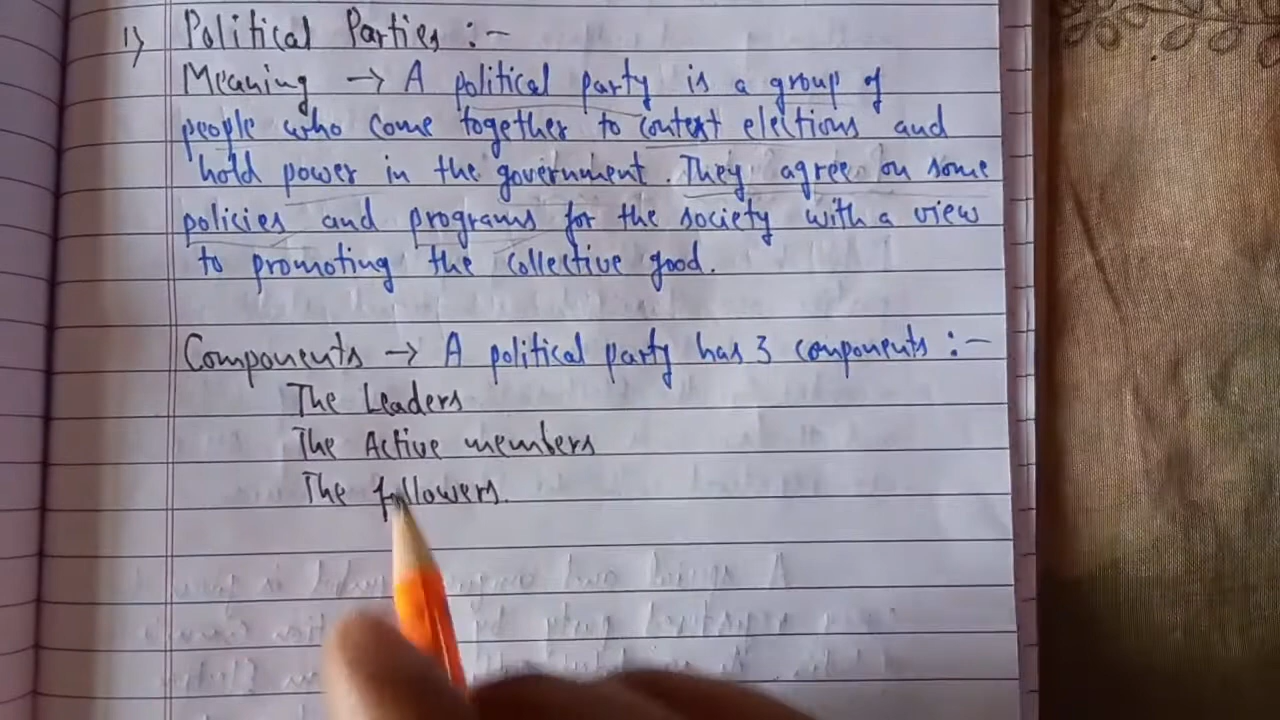 1) Political Parties :-
Meaning → A political party is a group of
people who come together to contest elections and
hold power in the government. They agree on some
policies and programs for the society with a view
to promoting the collective good.
Components → A political party has 3 components :-
The Leaders
The Active members
The followers.